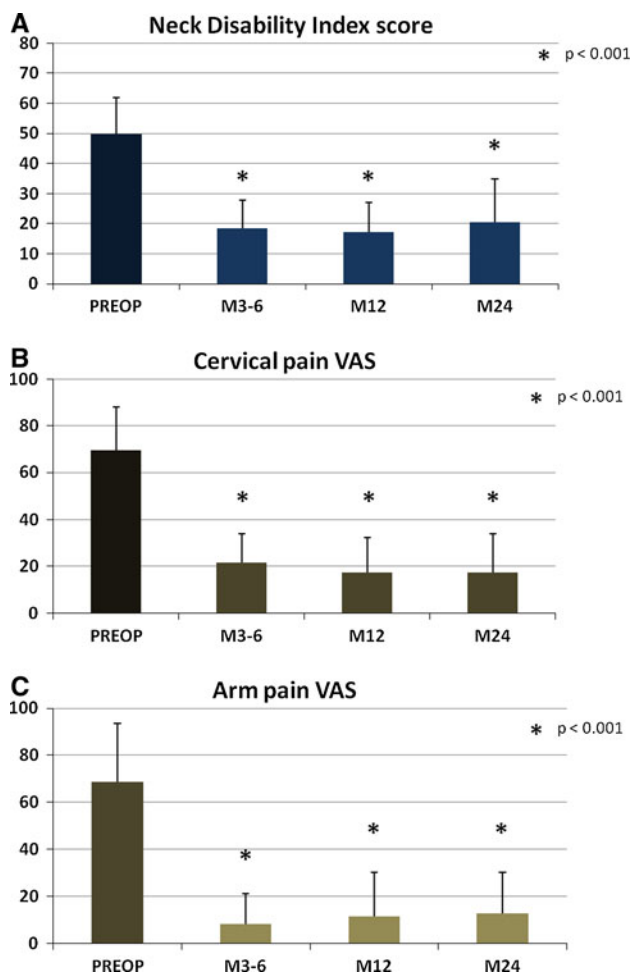 A
Neck Disability Index score
* p < 0.001
80
70
60
50
40
30
20
10
0
* * *
PREOP M3-6 M12 M24
B
Cervical pain VAS
* p < 0.001
100
80
60
40
20
0
* * *
PREOP M3-6 M12 M24
C
Arm pain VAS
* p < 0.001
100
80
60
40
20
0
* * *
PREOP M3-6 M12 M24